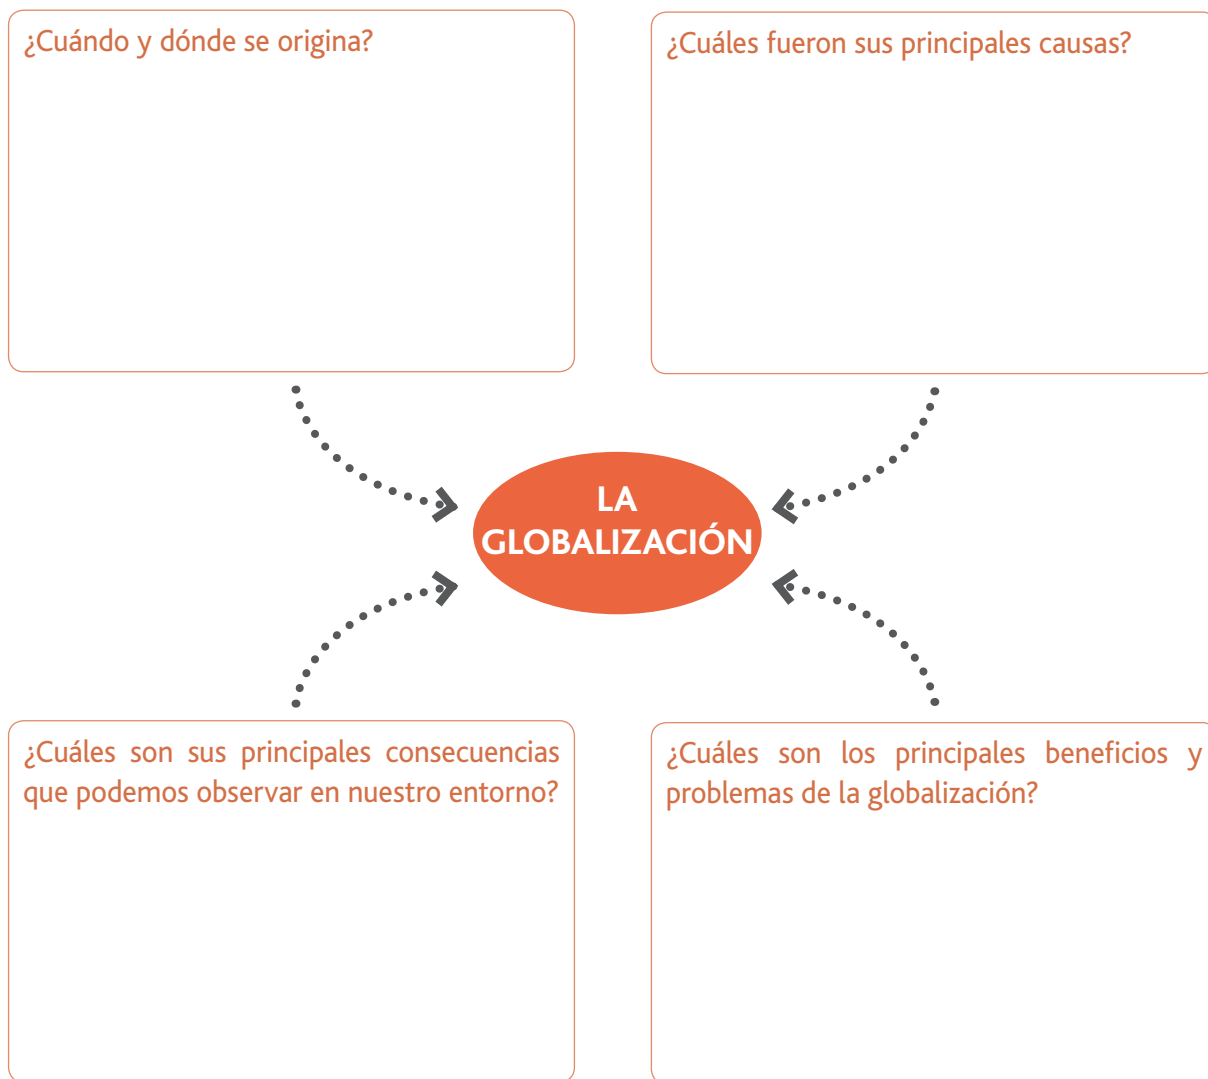 ¿Cuándo y dónde se origina?
¿Cuáles fueron sus principales causas?
LA
GLOBALIZACIÓN
¿Cuáles son sus principales consecuencias
que podemos observar en nuestro entorno?
¿Cuáles son los principales beneficios y
problemas de la globalización?